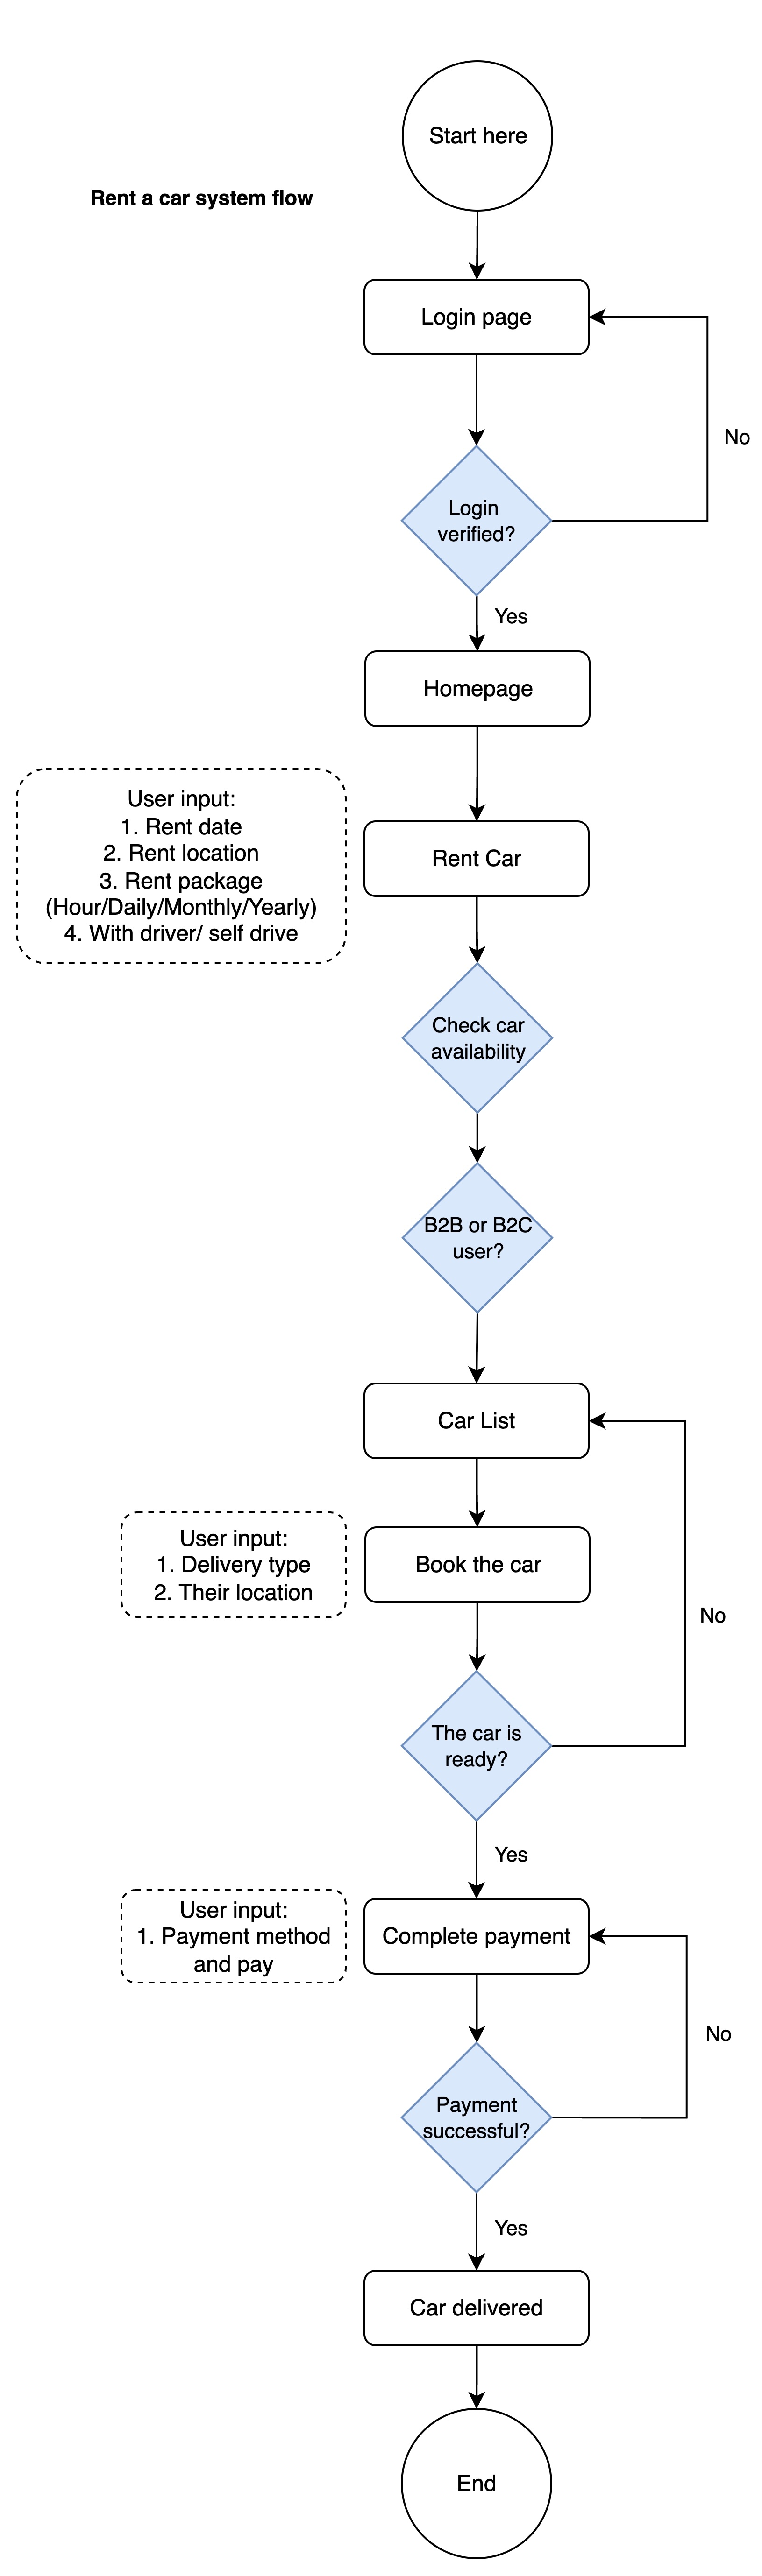 Start here
Rent a car system flow
Login page
No
Login
verified?
Yes
Homepage
User input:
1. Rent date
2. Rent location
3. Rent package
(Hour/Daily/Monthly/Yearly)
4. With driver/ self drive
Rent Car
Check car
availability
B2B or B2C
user?
Car List
User input:
1. Delivery type
2. Their location
Book the car
No
The car is
ready?
Yes
User input:
1. Payment method
and pay
Complete payment
No
Payment
successful?
Yes
Car delivered
End